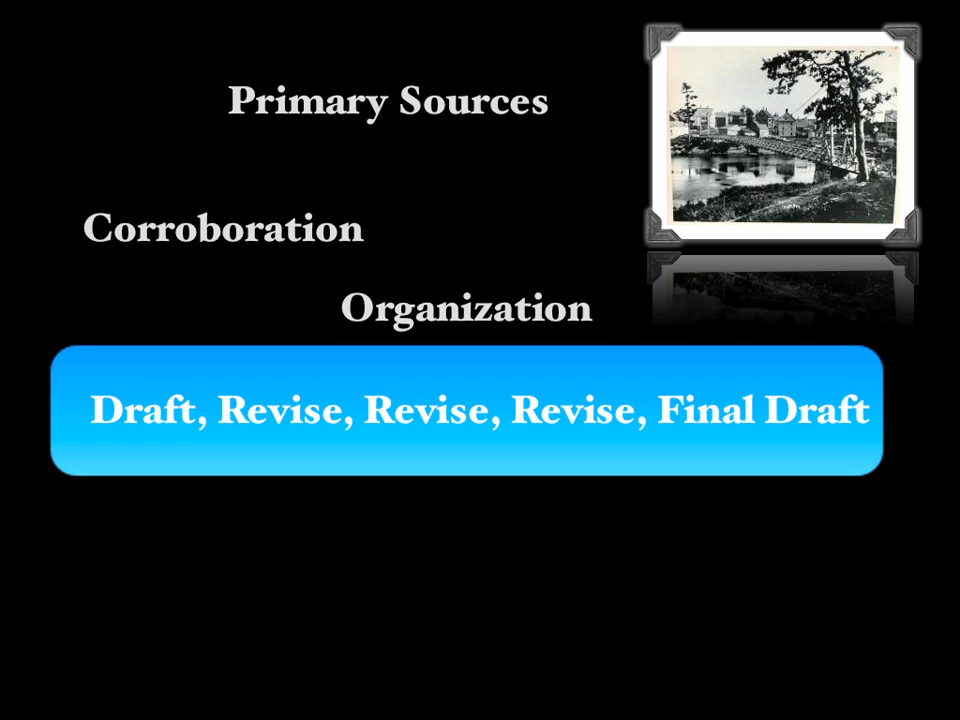 Primary Sources
Corroboration
Organization
Draft, Revise, Revise, Revise, Final Draft